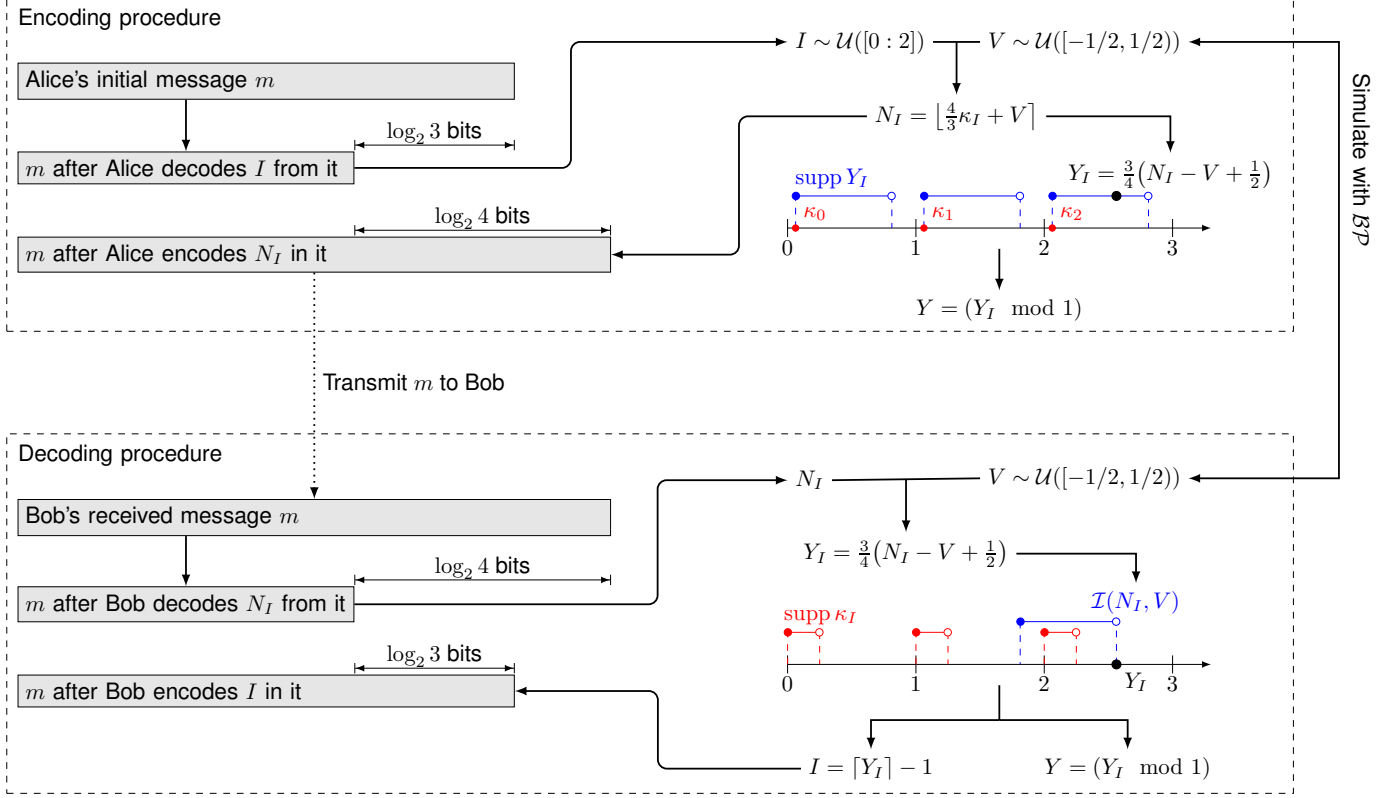 Encoding procedure
I ∼ 𝒰([0 : 2])
V ∼ 𝒰([−1/2, 1/2))
Alice's initial message m
N_I = ⌊4/3 κ_I + V⌉
log₂ 3 bits
m after Alice decodes I from it
Y_I = 3/4(N_I − V + 1/2)
supp Y_I
κ₀
κ₁
κ₂
0
1
2
3
log₂ 4 bits
m after Alice encodes N_I in it
Y = (Y_I mod 1)
Simulate with ℬ𝒫
Transmit m to Bob
Decoding procedure
N_I
V ∼ 𝒰([−1/2, 1/2))
Bob's received message m
Y_I = 3/4(N_I − V + 1/2)
log₂ 4 bits
m after Bob decodes N_I from it
ℐ(N_I, V)
supp κ_I
0
1
2
Y_I
3
log₂ 3 bits
m after Bob encodes I in it
I = ⌈Y_I⌉ − 1
Y = (Y_I mod 1)